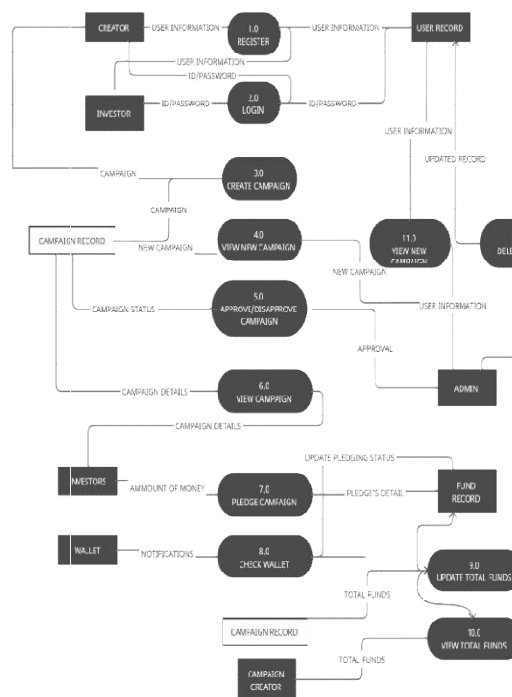 CREATOR
USER INFORMATION
1.0
REGISTER
USER INFORMATION
USER RECORD
USER INFORMATION
ID/PASSWORD
INVESTOR
ID/PASSWORD
2.0
LOGIN
ID/PASSWORD
USER INFORMATION
UPDATED RECORD
CAMPAIGN
3.0
CREATE CAMPAIGN
CAMPAIGN
CAMPAIGN RECORD
NEW CAMPAIGN
4.0
VIEW NEW CAMPAIGN
11.0
VIEW NEW
CAMPAIGN
DELE
NEW CAMPAIGN
CAMPAIGN STATUS
5.0
APPROVE/DISAPPROVE
CAMPAIGN
USER INFORMATION
APPROVAL
ADMIN
CAMPAIGN DETAILS
6.0
VIEW CAMPAIGN
CAMPAIGN DETAILS
UPDATE PLEDGING STATUS
INVESTORS
AMMOUNT OF MONEY
7.0
PLEDGE CAMPAIGN
PLEDGE'S DETAIL
FUND
RECORD
WALLET
NOTIFICATIONS
8.0
CHECK WALLET
9.0
UPDATE TOTAL FUNDS
TOTAL FUNDS
CAMPAIGN RECORD
10.0
VIEW TOTAL FUNDS
CAMPAIGN
CREATOR
TOTAL FUNDS